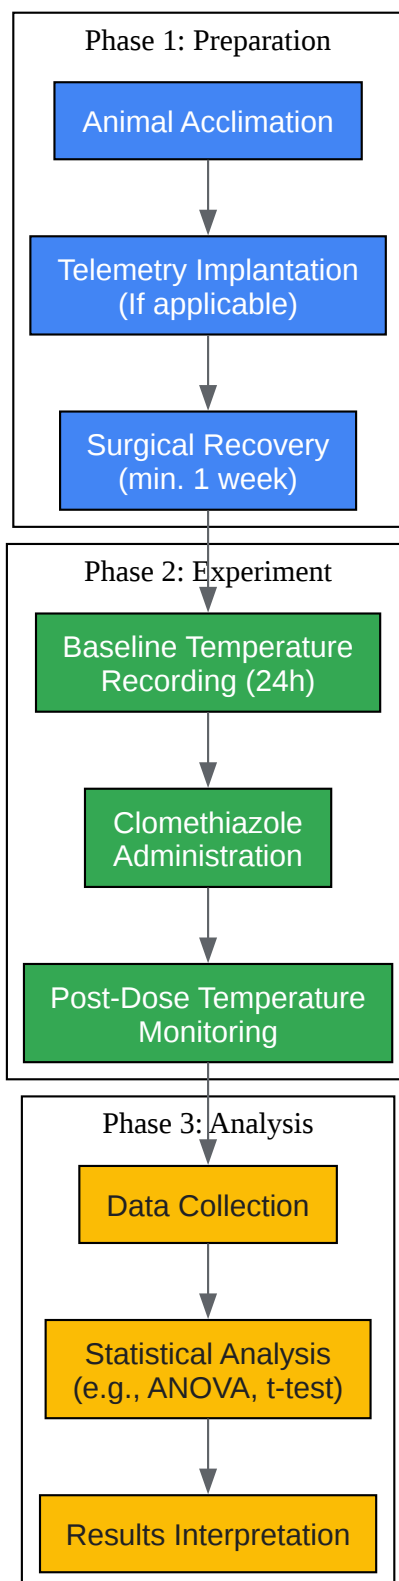 Phase 1: Preparation
Animal Acclimation
Telemetry Implantation
(If applicable)
Surgical Recovery
(min. 1 week)
Phase 2: Experiment
Baseline Temperature
Recording (24h)
Clomethiazole
Administration
Post-Dose Temperature
Monitoring
Phase 3: Analysis
Data Collection
Statistical Analysis
(e.g., ANOVA, t-test)
Results Interpretation